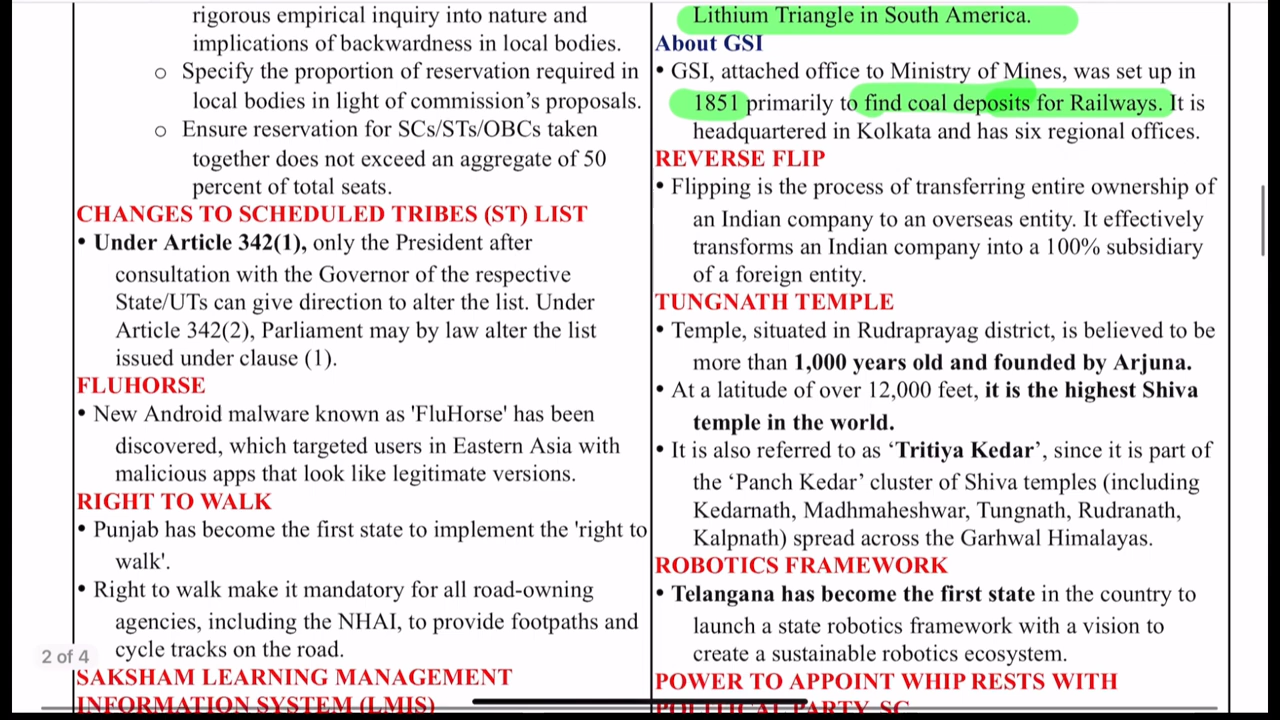 rigorous empirical inquiry into nature and
implications of backwardness in local bodies.
○ Specify the proportion of reservation required in
local bodies in light of commission's proposals.
○ Ensure reservation for SCs/STs/OBCs taken
together does not exceed an aggregate of 50
percent of total seats.
CHANGES TO SCHEDULED TRIBES (ST) LIST
• Under Article 342(1), only the President after
consultation with the Governor of the respective
State/UTs can give direction to alter the list. Under
Article 342(2), Parliament may by law alter the list
issued under clause (1).
FLUHORSE
• New Android malware known as 'FluHorse' has been
discovered, which targeted users in Eastern Asia with
malicious apps that look like legitimate versions.
RIGHT TO WALK
• Punjab has become the first state to implement the 'right to
walk'.
• Right to walk make it mandatory for all road-owning
agencies, including the NHAI, to provide footpaths and
cycle tracks on the road.
2 of 4
SAKSHAM LEARNING MANAGEMENT
INFORMATION SYSTEM (LMIS)
Lithium Triangle in South America.
About GSI
• GSI, attached office to Ministry of Mines, was set up in
1851 primarily to find coal deposits for Railways. It is
headquartered in Kolkata and has six regional offices.
REVERSE FLIP
• Flipping is the process of transferring entire ownership of
an Indian company to an overseas entity. It effectively
transforms an Indian company into a 100% subsidiary
of a foreign entity.
TUNGNATH TEMPLE
• Temple, situated in Rudraprayag district, is believed to be
more than 1,000 years old and founded by Arjuna.
• At a latitude of over 12,000 feet, it is the highest Shiva
temple in the world.
• It is also referred to as ‘Tritiya Kedar’, since it is part of
the ‘Panch Kedar’ cluster of Shiva temples (including
Kedarnath, Madhmaheshwar, Tungnath, Rudranath,
Kalpnath) spread across the Garhwal Himalayas.
ROBOTICS FRAMEWORK
• Telangana has become the first state in the country to
launch a state robotics framework with a vision to
create a sustainable robotics ecosystem.
POWER TO APPOINT WHIP RESTS WITH
POLITICAL PARTY, SC